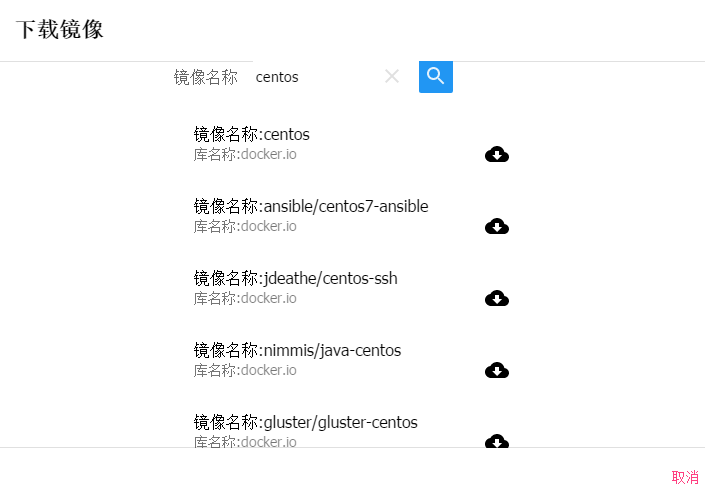 下载镜像
镜像名称 centos
镜像名称:centos
库名称:docker.io
镜像名称:ansible/centos7-ansible
库名称:docker.io
镜像名称:jdeathe/centos-ssh
库名称:docker.io
镜像名称:nimmis/java-centos
库名称:docker.io
镜像名称:gluster/gluster-centos
库名称:docker.io
取消